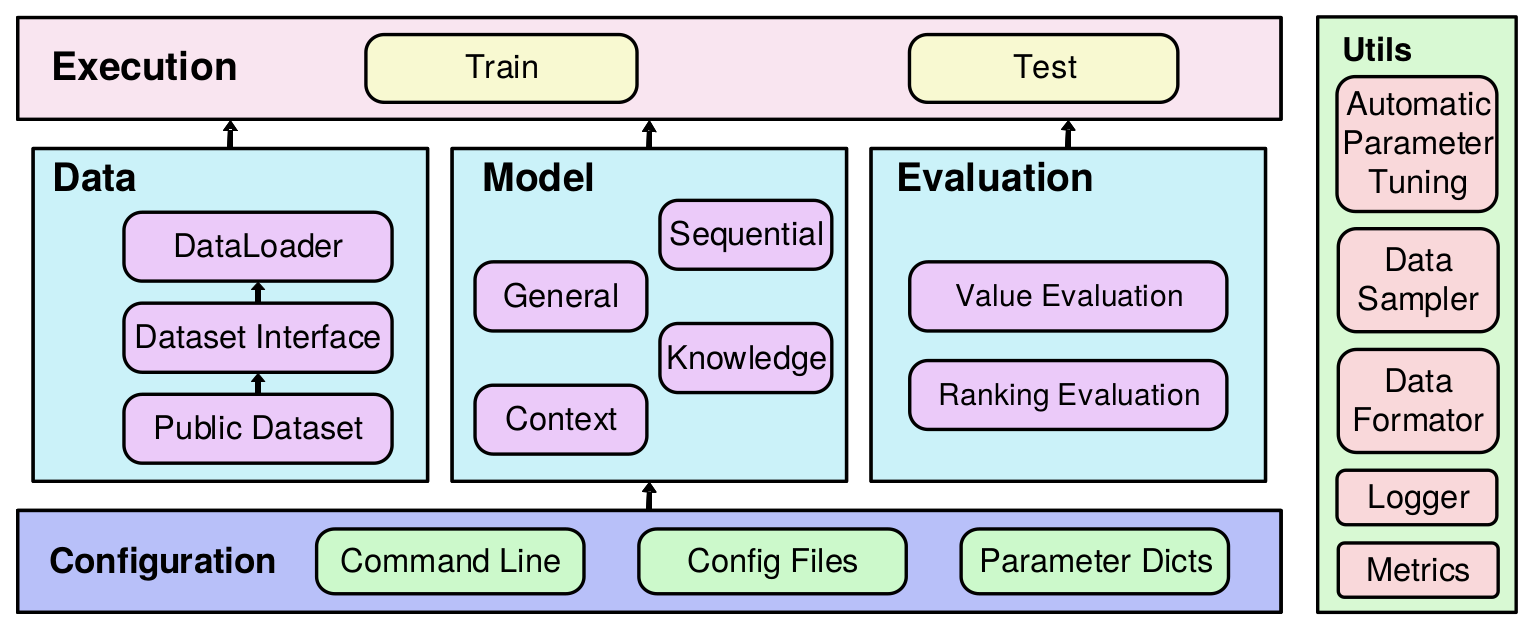 Execution
Train
Test
Data
DataLoader
Dataset Interface
Public Dataset
Model
Sequential
General
Knowledge
Context
Evaluation
Value Evaluation
Ranking Evaluation
Configuration
Command Line
Config Files
Parameter Dicts
Utils
Automatic
Parameter
Tuning
Data
Sampler
Data
Formator
Logger
Metrics